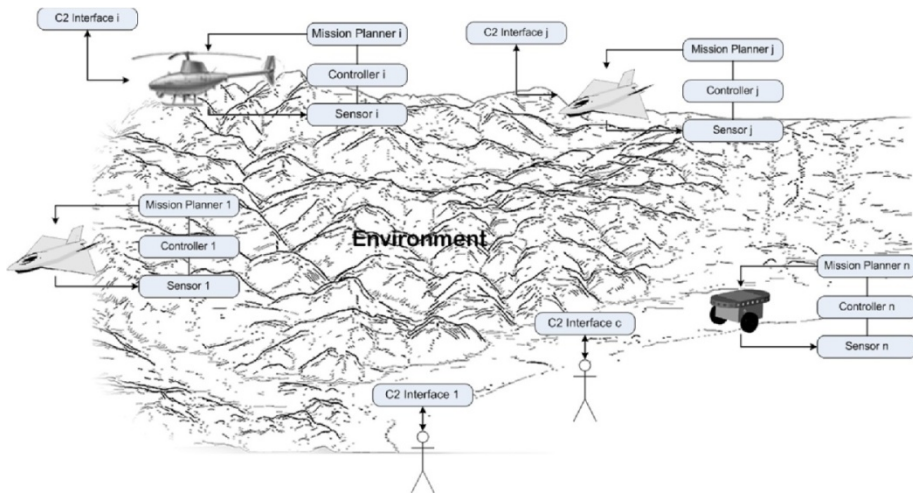 C2 Interface i
Mission Planner i
Controller i
Sensor i
C2 Interface j
Mission Planner j
Controller j
Sensor j
Mission Planner 1
Controller 1
Sensor 1
Environment
Mission Planner n
Controller n
Sensor n
C2 Interface c
C2 Interface 1